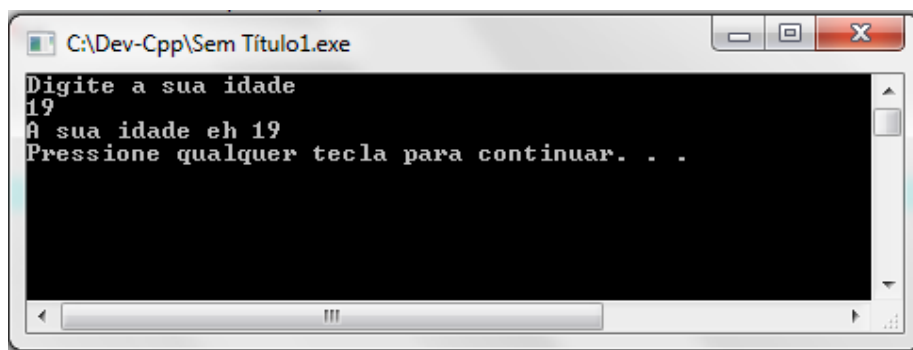 C:\Dev-Cpp\Sem Título1.exe
Digite a sua idade
19
A sua idade eh 19
Pressione qualquer tecla para continuar. . .